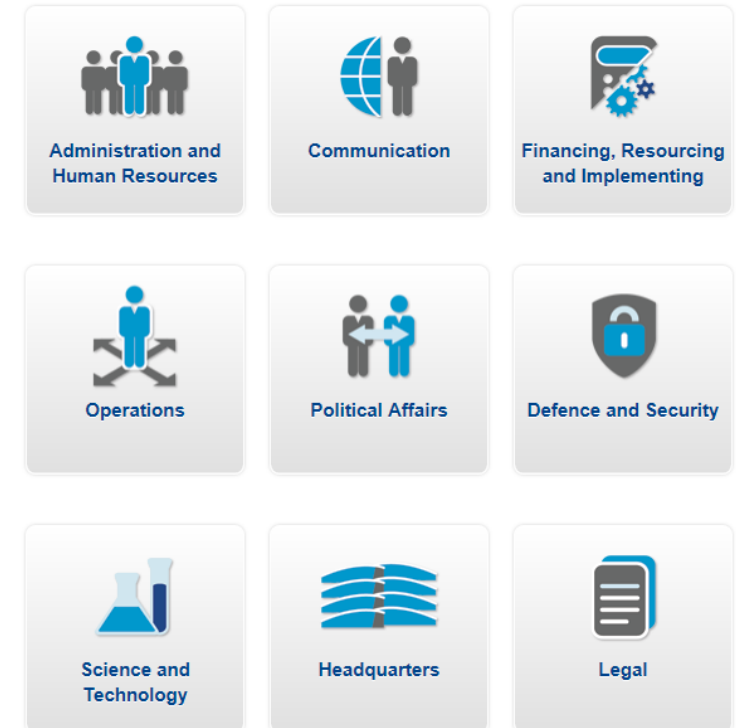 Administration and
Human Resources
Communication
Financing, Resourcing
and Implementing
Operations
Political Affairs
Defence and Security
Science and
Technology
Headquarters
Legal